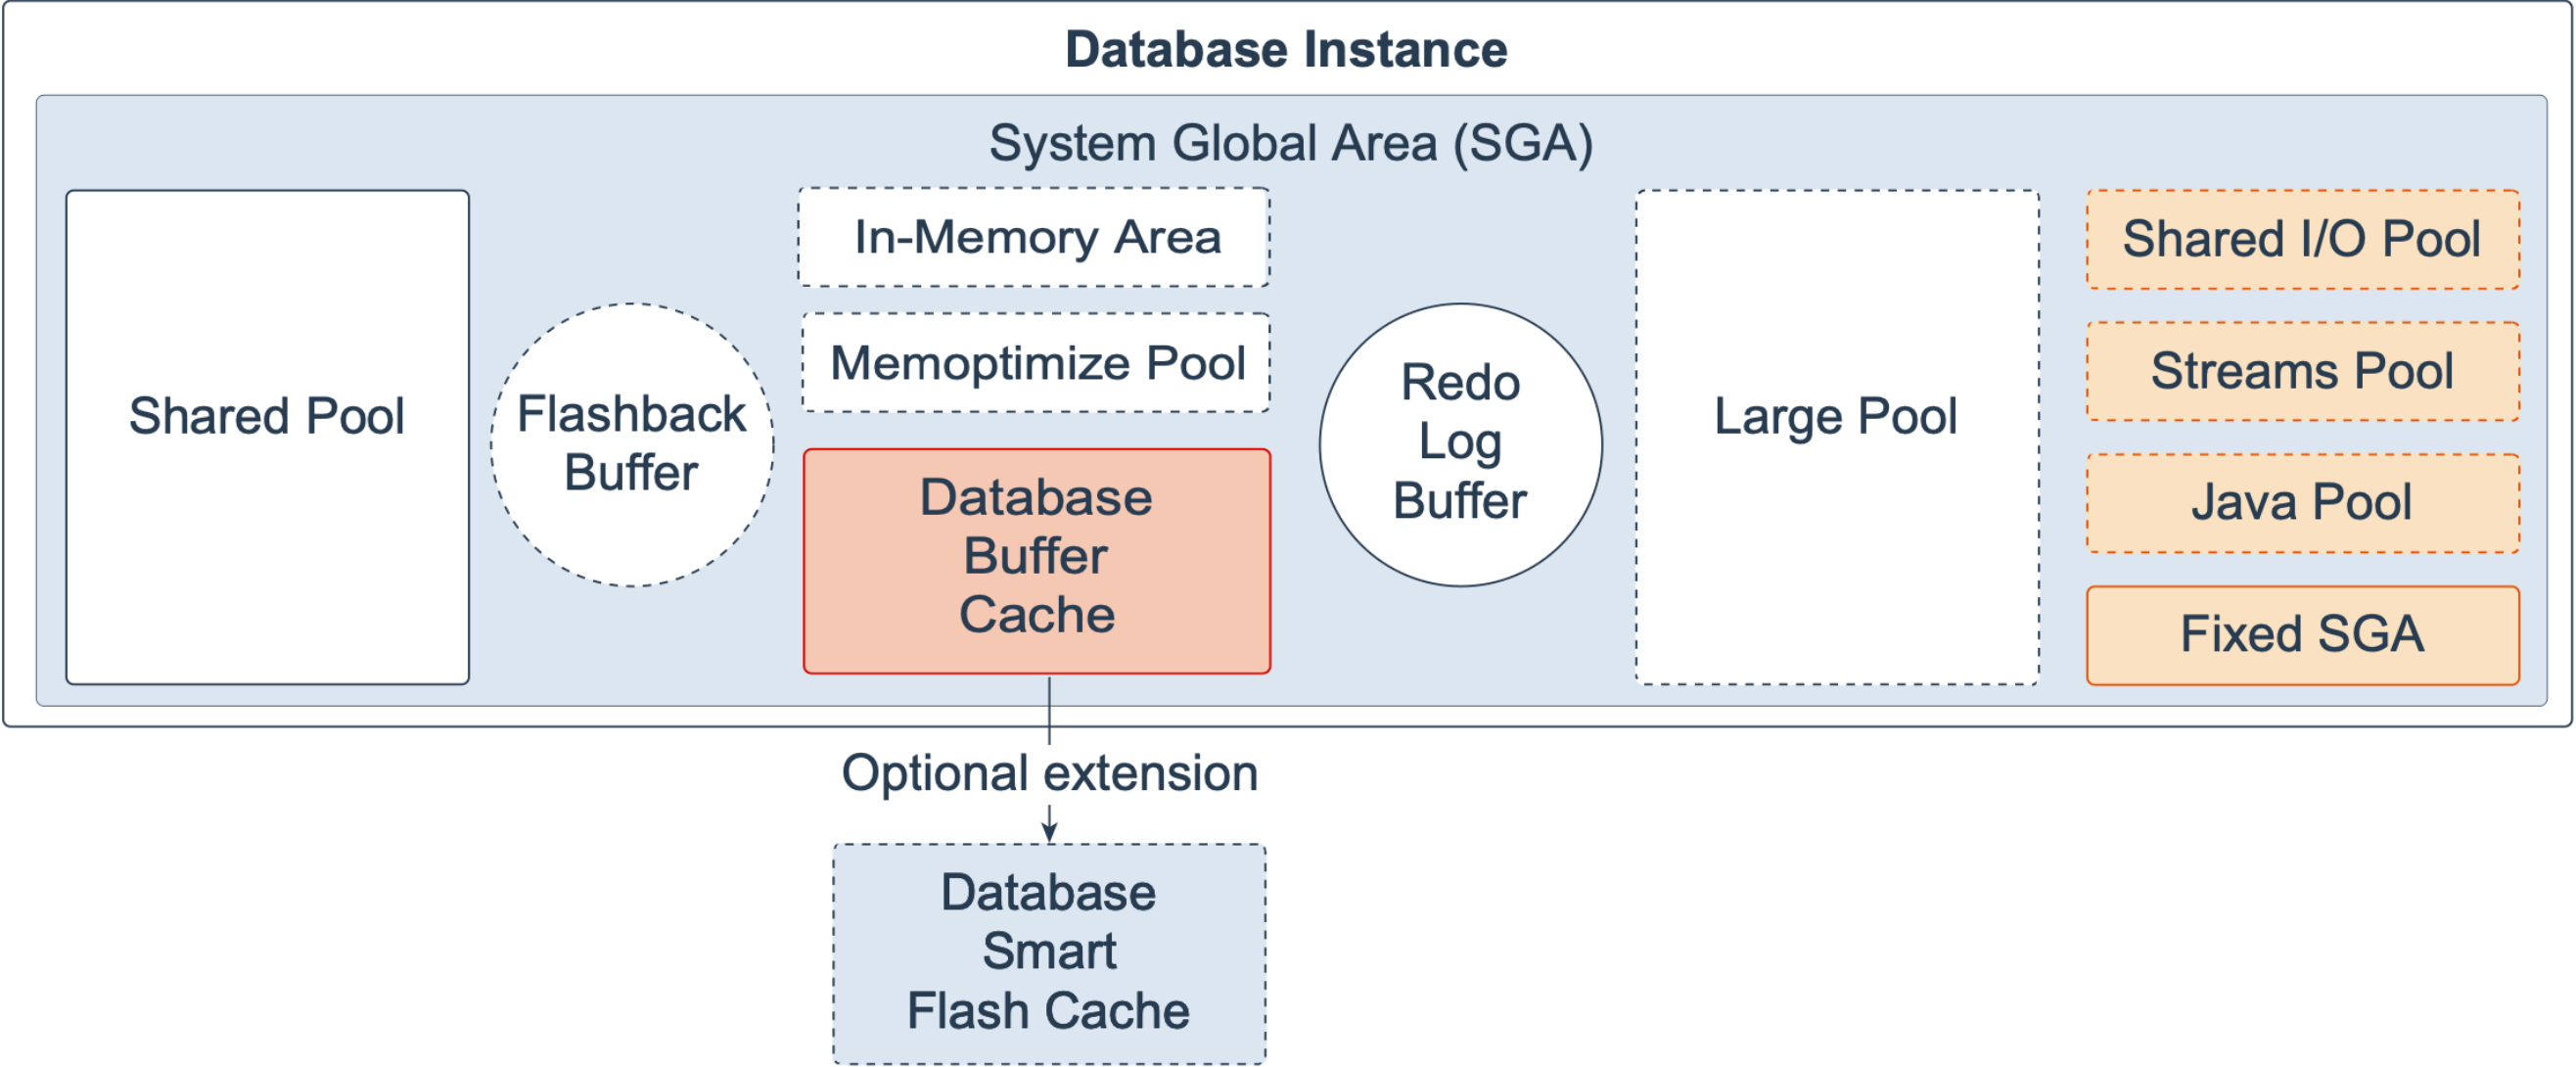 Database Instance
System Global Area (SGA)
Shared Pool
Flashback
Buffer
In-Memory Area
Memoptimize Pool
Database
Buffer
Cache
Redo
Log
Buffer
Large Pool
Shared I/O Pool
Streams Pool
Java Pool
Fixed SGA
Optional extension
Database
Smart
Flash Cache